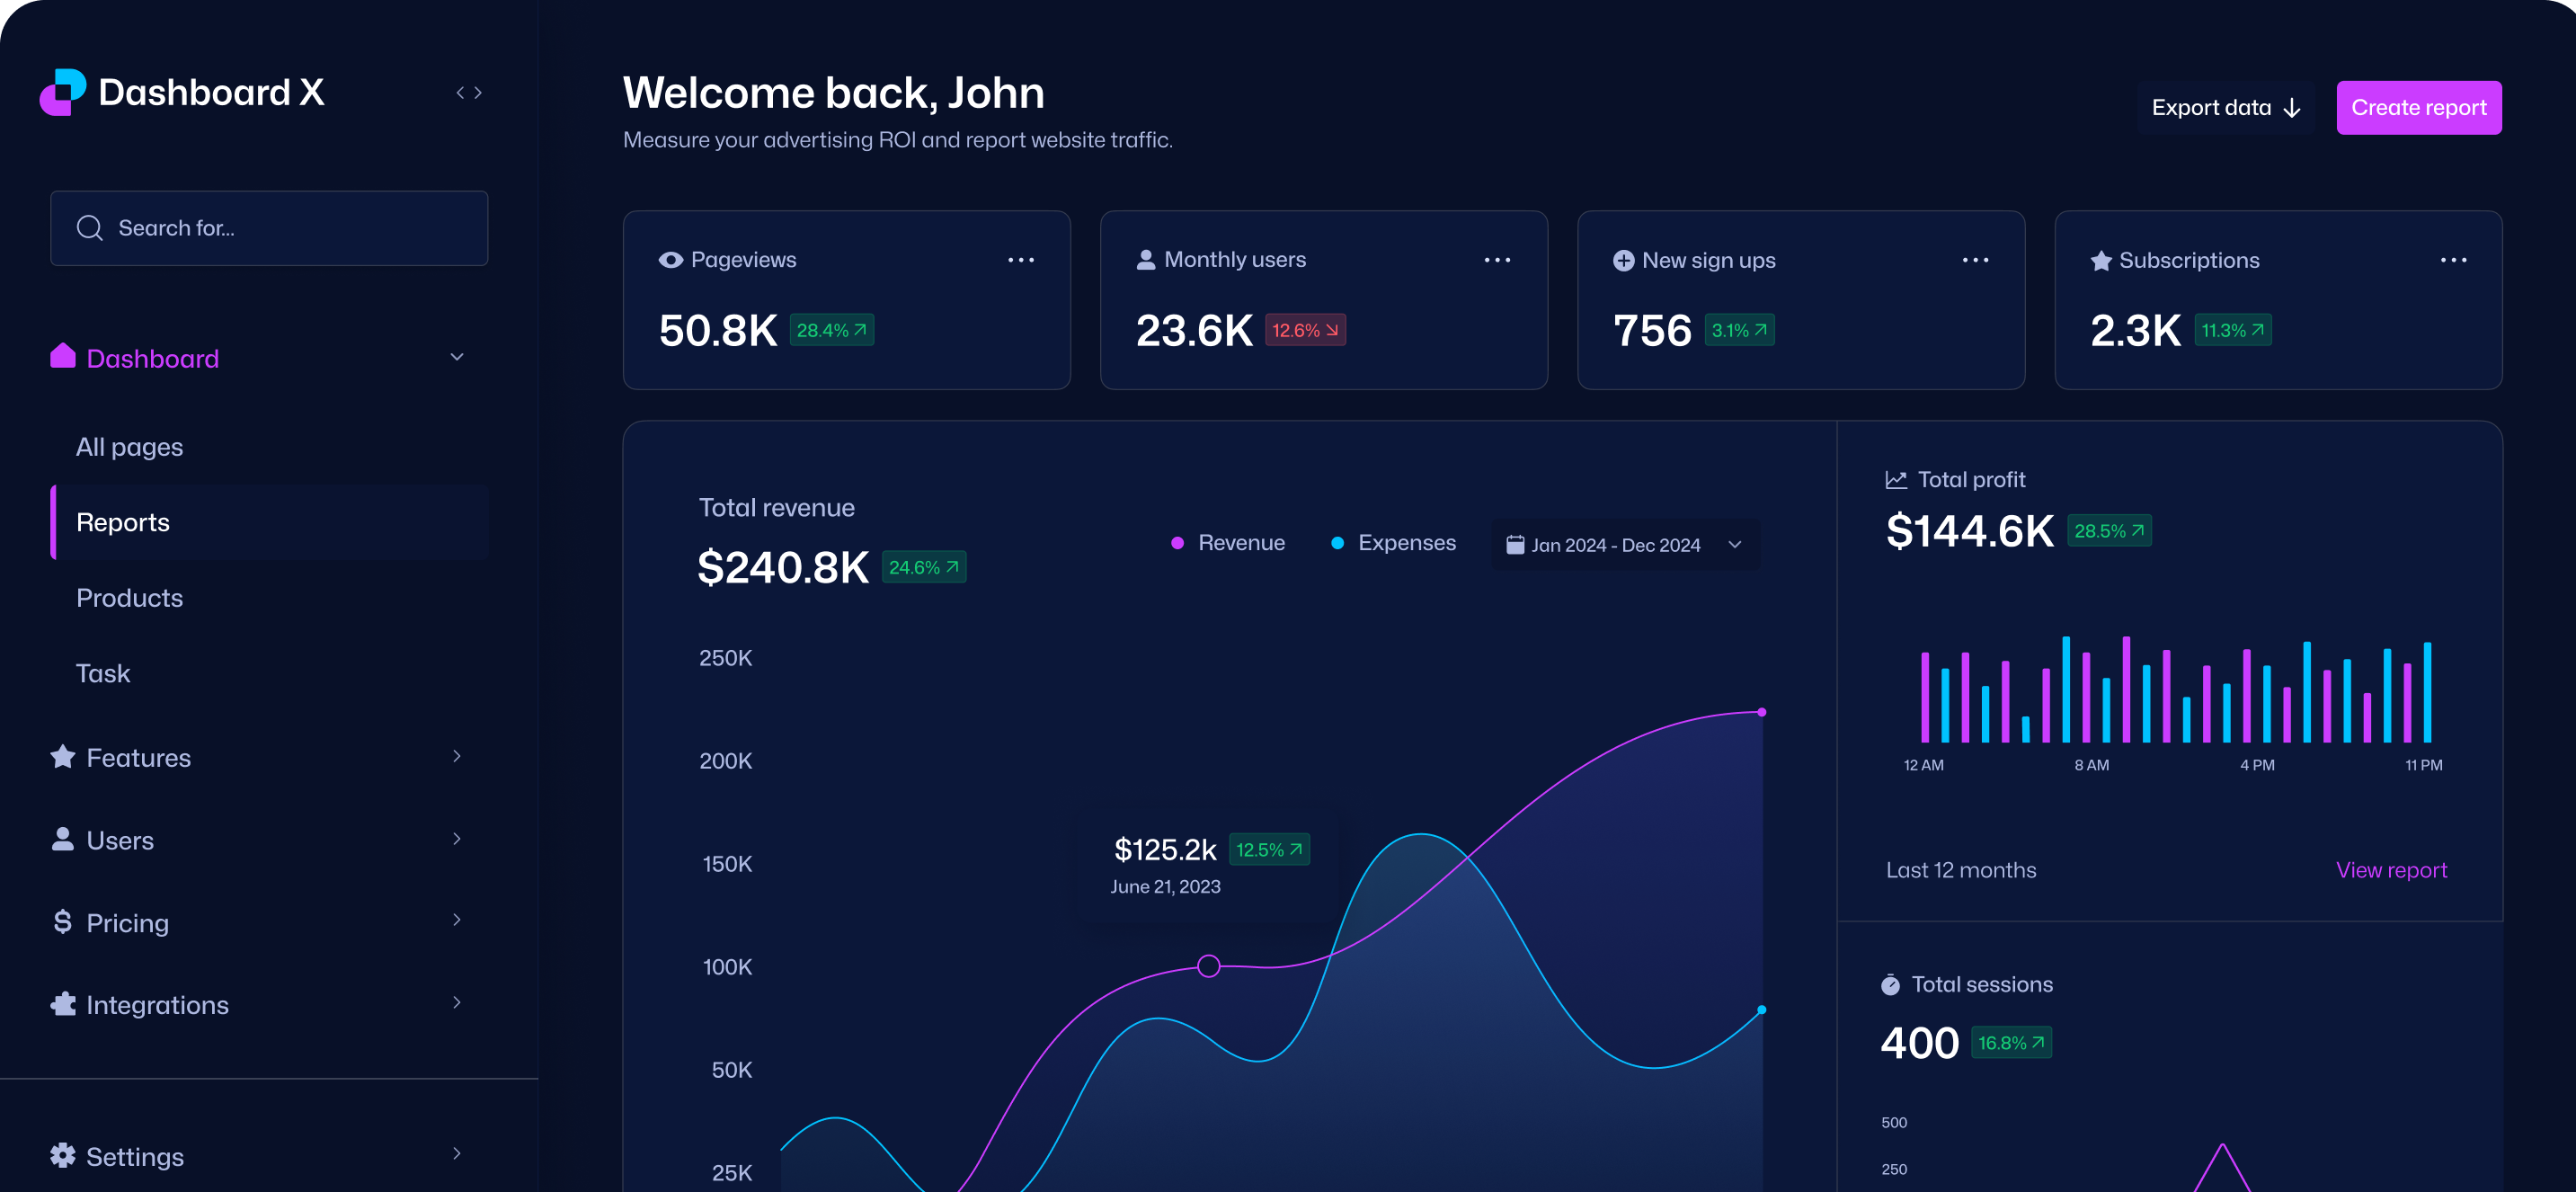 Dashboard X
Search for...
Dashboard
All pages
Reports
Products
Task
Features
Users
Pricing
Integrations
Settings
Welcome back, John
Measure your advertising ROI and report website traffic.
Export data
Create report
Pageviews
50.8K 28.4%
Monthly users
23.6K 12.6%
New sign ups
756 3.1%
Subscriptions
2.3K 11.3%
Total revenue
$240.8K 24.6%
Revenue
Expenses
Jan 2024 - Dec 2024
250K
200K
150K
100K
50K
25K
$125.2k 12.5%
June 21, 2023
Total profit
$144.6K 28.5%
12 AM 8 AM 4 PM 11 PM
Last 12 months
View report
Total sessions
400 16.8%
500
250